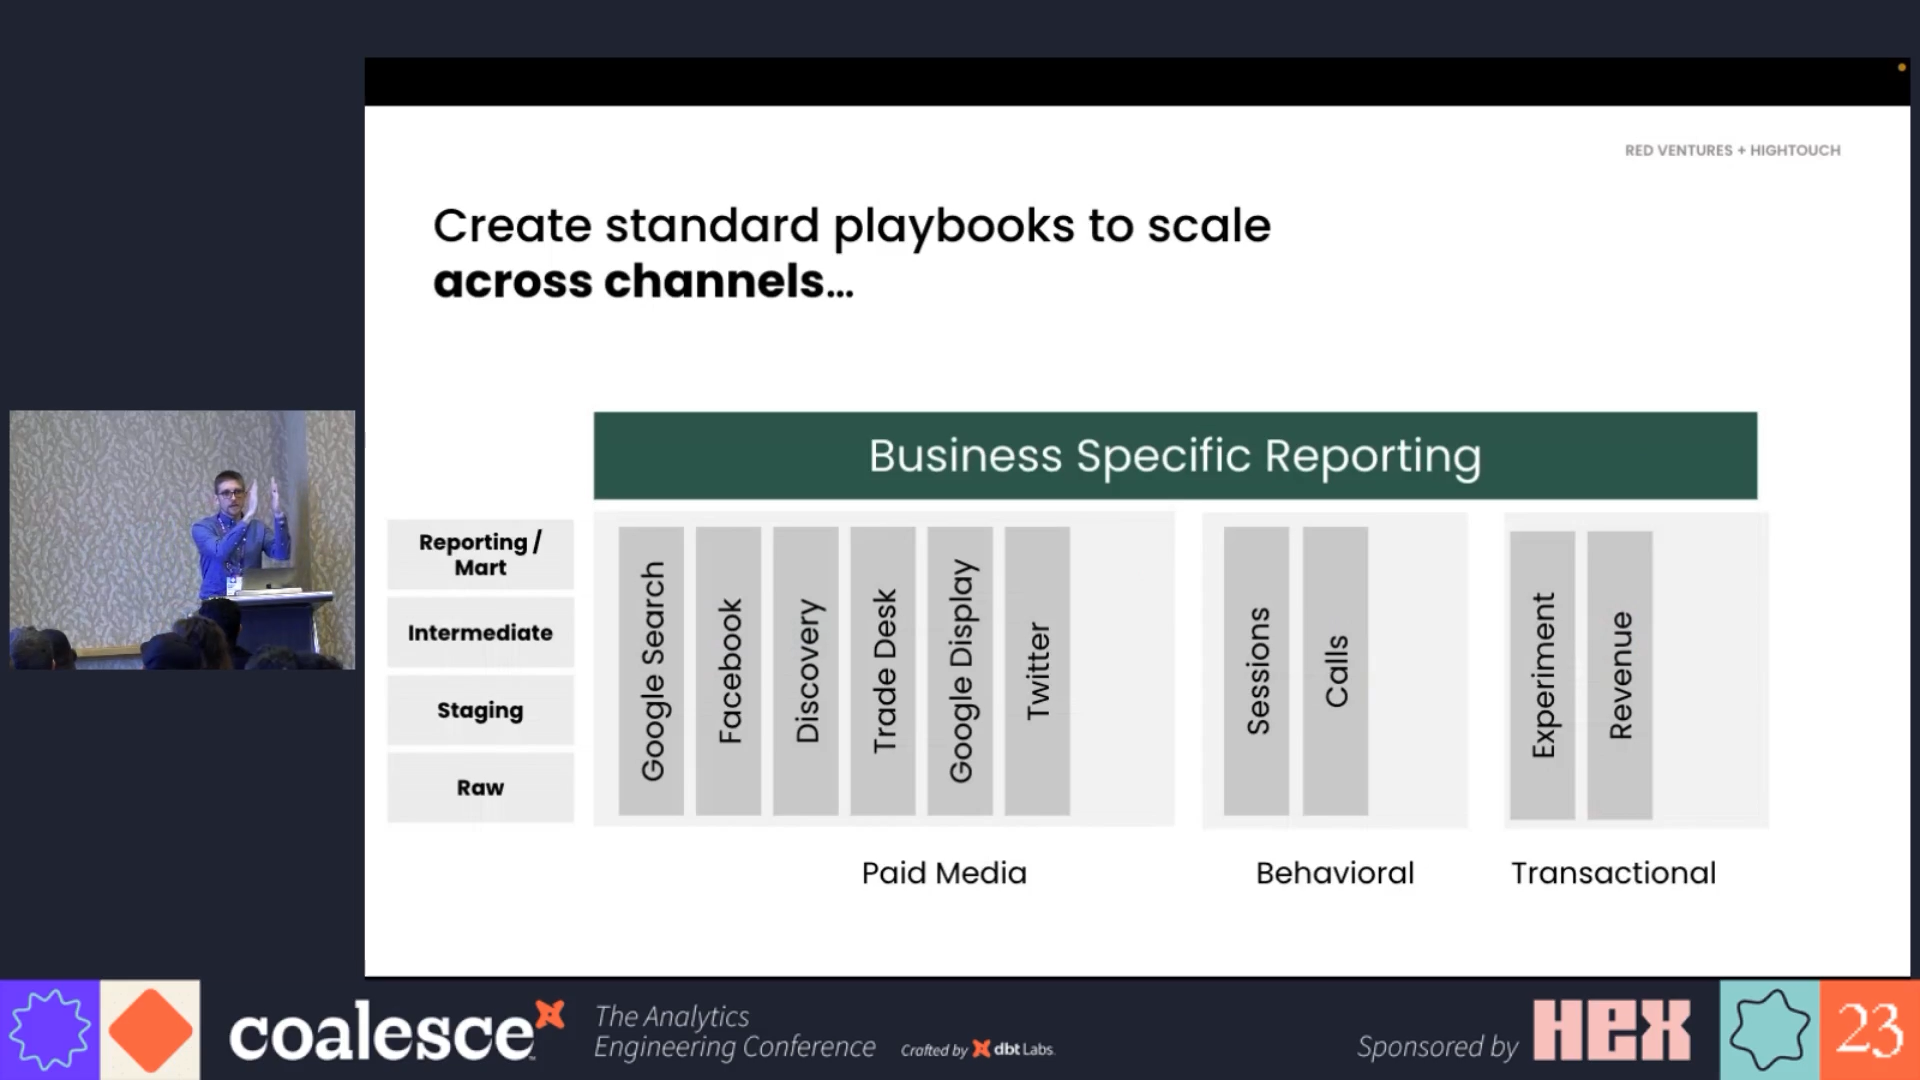 RED VENTURES + HIGHTOUCH
Create standard playbooks to scale
across channels...
Business Specific Reporting
Reporting /
Mart
Intermediate
Staging
Raw
Google Search
Facebook
Discovery
Trade Desk
Google Display
Twitter
Sessions
Calls
Experiment
Revenue
Paid Media
Behavioral
Transactional
coalesce
The Analytics
Engineering Conference
Crafted by dbt Labs
Sponsored by HEX
23